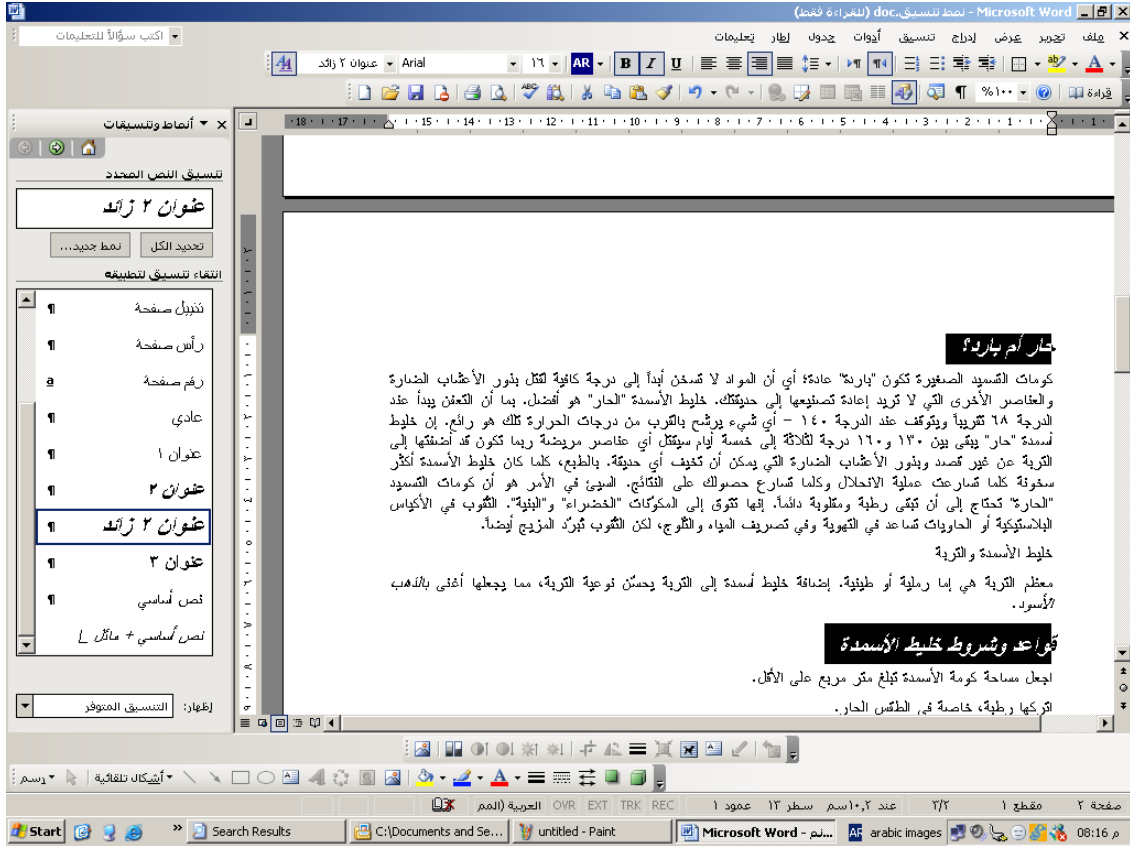 نمط تنسيق.doc (للقراءة فقط) - Microsoft Word
ملف تحرير عرض إدراج تنسيق أدوات جدول إطار تعليمات
اكتب سؤالاً للتعليمات
عنوان ٢ زائد Arial ١٦ AR B I U
قراءة ١٠٠%
أنماط وتنسيقات
تنسيق النص المحدد
عنوان ٢ زائد
تحديد الكل نمط جديد...
انتقاء تنسيق لتطبيقه
تذييل صفحة
رأس صفحة
رقم صفحة
عادي
عنوان ١
عنوان ٢
عنوان ٢ زائد
عنوان ٣
نص أساسي
نص أساسي + مائل
إظهار: التنسيق المتوفر
حار أم بارد؟
كومات التسميد الصغيرة تكون "باردة" عادة؛ أي أن المواد لا تسخن أبداً إلى درجة كافية لقتل بذور الأعشاب الضارة
والعناصر الأخرى التي لا تريد إعادة تصنيعها إلى حديقتك. خليط الأسمدة "الحار" هو أفضل. بما أن التعفن يبدأ عند
الدرجة ٦٨ تقريباً ويتوقف عند الدرجة ١٤٠ – أي شيء يرشح بالقرب من درجات الحرارة تلك هو رائع. إن خليط
أسمدة "حار" يبقى بين ١٣٠ و١٦٠ درجة لثلاثة إلى خمسة أيام سيقتل أي عناصر مريضة ربما تكون قد أضفتها إلى
التربة عن غير قصد وبذور الأعشاب الضارة التي يمكن أن تخيف أي حديقة. بالطبع، كلما كان خليط الأسمدة أكثر
سخونة كلما تسارعت عملية الانحلال وكلما تسارع حصولك على النتائج. السيئ في الأمر هو أن كومات التسميد
"الحارة" تحتاج إلى أن تبقى رطبة ومقلوبة دائماً. إنها تتوق إلى المكوّنات "الخضراء" و"البنية". الثقوب في الأكياس
البلاستيكية أو الحاويات تساعد في التهوية وفي تصريف المياه والثلوج، لكن الثقوب تُبرّد المزيج أيضاً.
خليط الأسمدة والتربة
معظم التربة هي إما رملية أو طينية. إضافة خليط أسمدة إلى التربة يحسّن نوعية التربة، مما يجعلها أغنى بالذهب
الأسود.
قواعد وشروط خليط الأسمدة
اجعل مساحة كومة الأسمدة تبلغ متر مربع على الأقل.
اتركها رطبة، خاصة في الطقس الحار.
رسم أشكال تلقائية
صفحة ٢ مقطع ١ ٢/٢ عند ١٠,٢سم سطر ١٣ عمود ١ REC TRK EXT OVR العربية (المم
Start Search Results C:\Documents and Se... untitled - Paint Microsoft Word - نم... arabic images 08:16 م